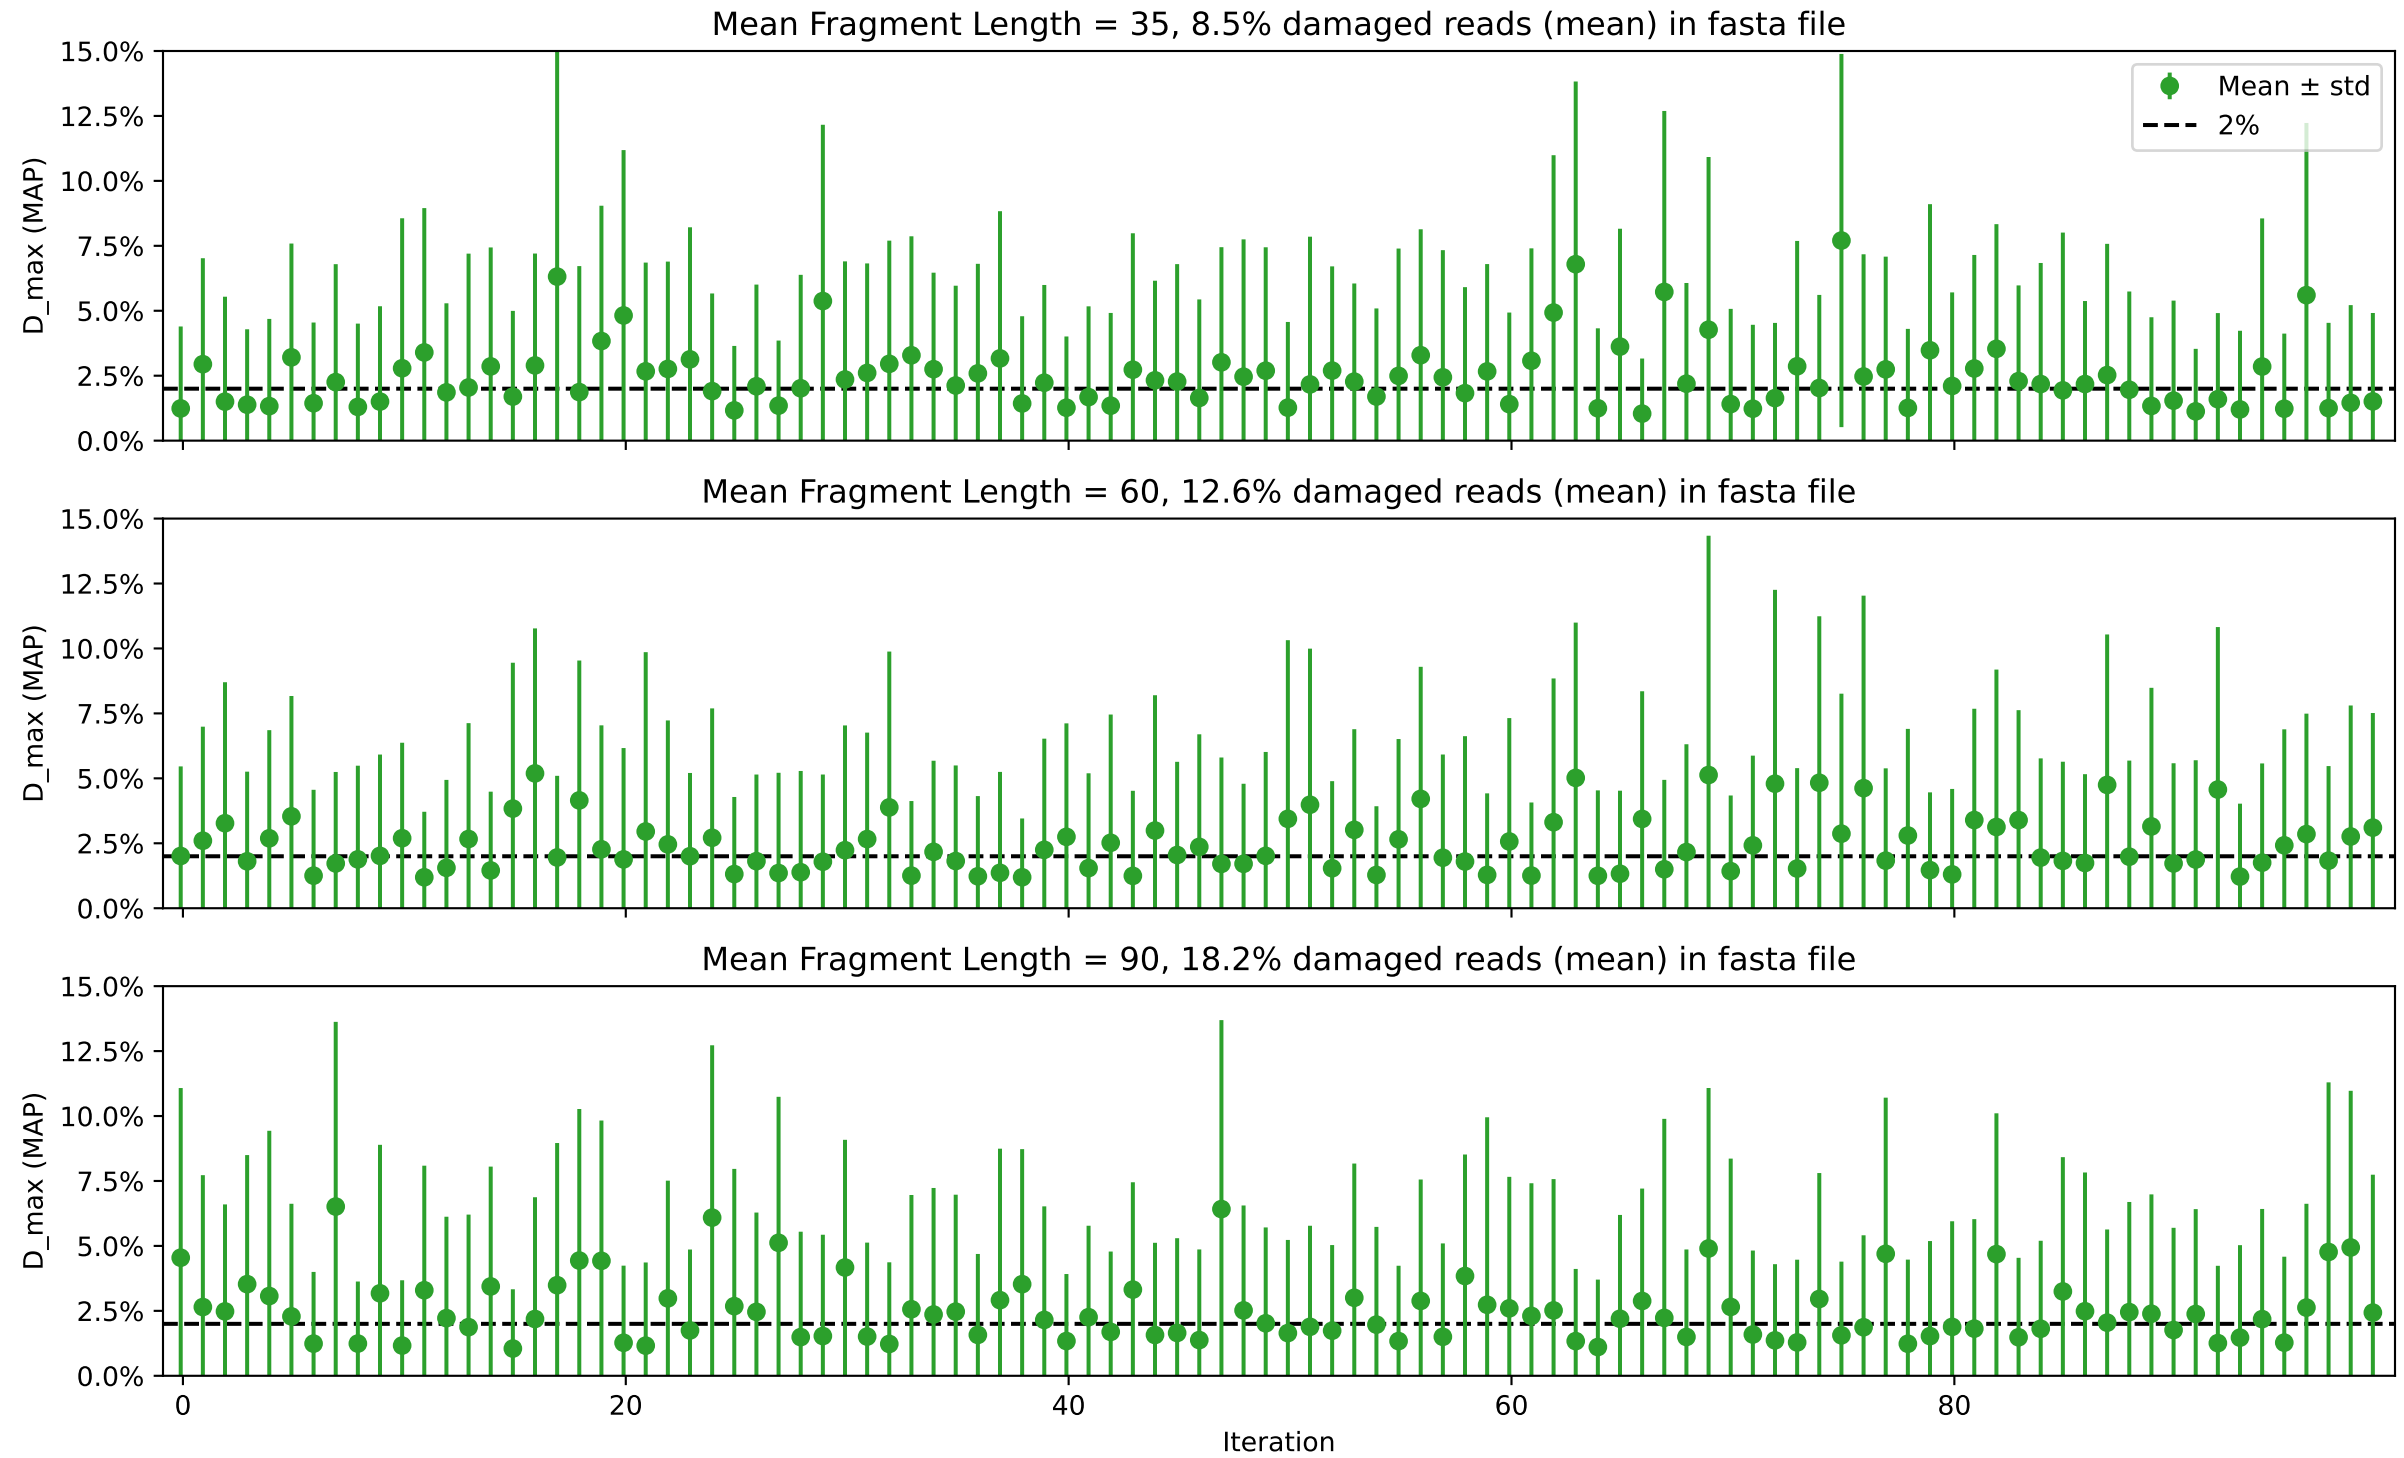 Mean Fragment Length = 35, 8.5% damaged reads (mean) in fasta file
15.0%
12.5%
10.0%
7.5%
5.0%
2.5%
0.0%
D_max (MAP)
Mean ± std
2%
Mean Fragment Length = 60, 12.6% damaged reads (mean) in fasta file
15.0%
12.5%
10.0%
7.5%
5.0%
2.5%
0.0%
D_max (MAP)
Mean Fragment Length = 90, 18.2% damaged reads (mean) in fasta file
15.0%
12.5%
10.0%
7.5%
5.0%
2.5%
0.0%
D_max (MAP)
0 20 40 60 80
Iteration